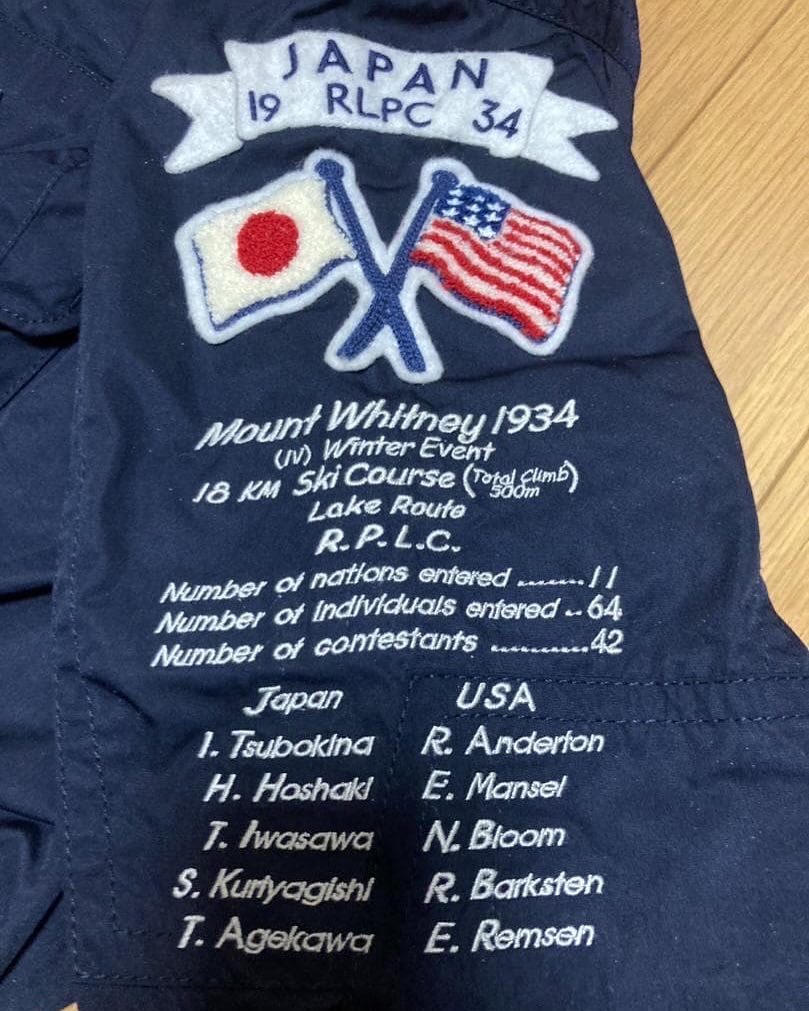 JAPAN
19 RLPC 34
Mount Whitney 1934
(IV) Winter Event
18 KM Ski Course (Total Climb 500m)
Lake Route
R.P.L.C.
Number of nations entered ........11
Number of individuals entered ..64
Number of contestants ...........42
Japan USA
I. Tsubokina R. Anderton
H. Hoshaki E. Mansel
T. Iwasawa N. Bloom
S. Kuriyagishi R. Barksten
T. Agekawa E. Remsen